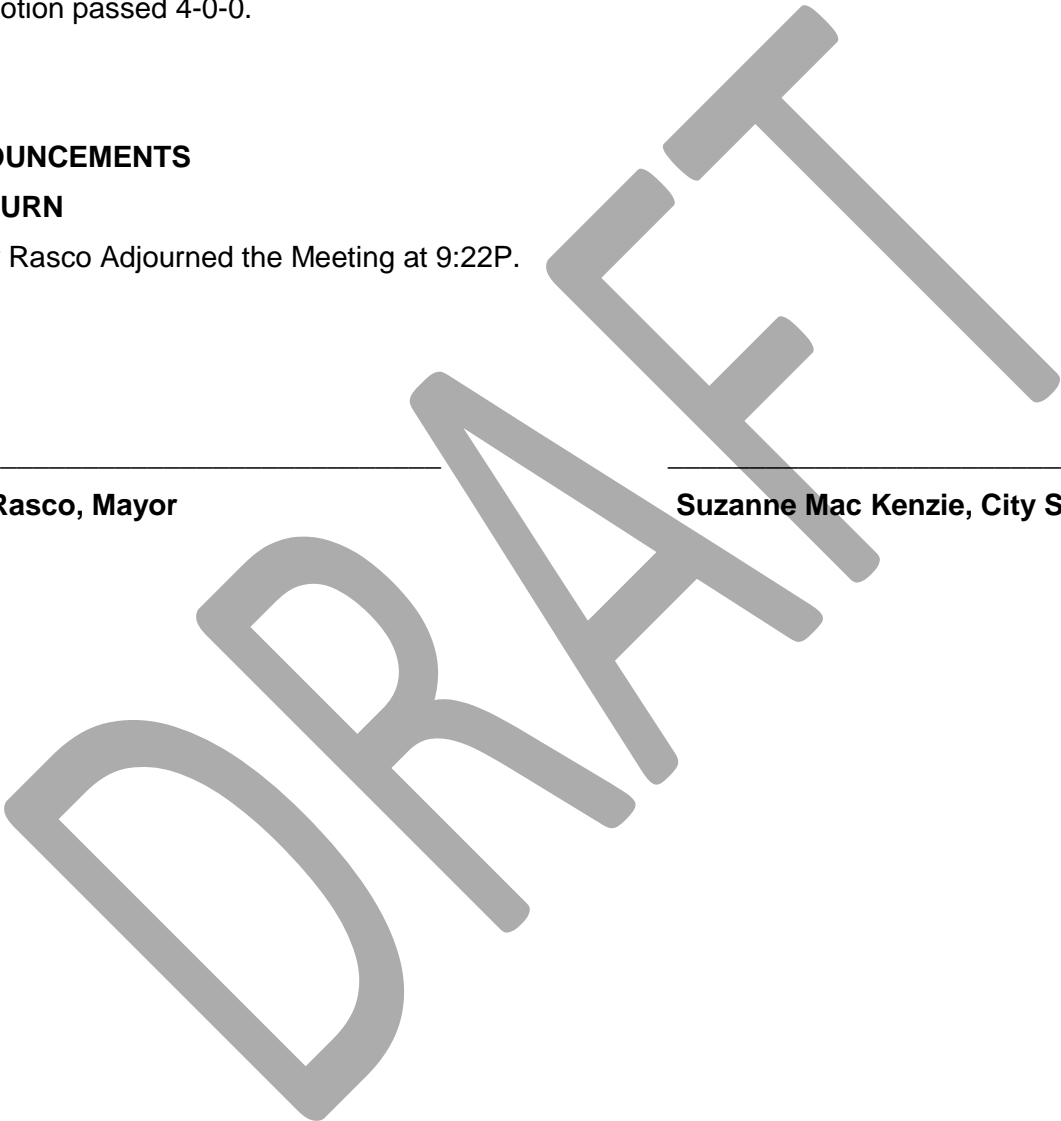 otion passed 4-0-0.
OUNCEMENTS
URN
Rasco Adjourned the Meeting at 9:22P.
Rasco, Mayor
Suzanne Mac Kenzie, City S
DRAFT